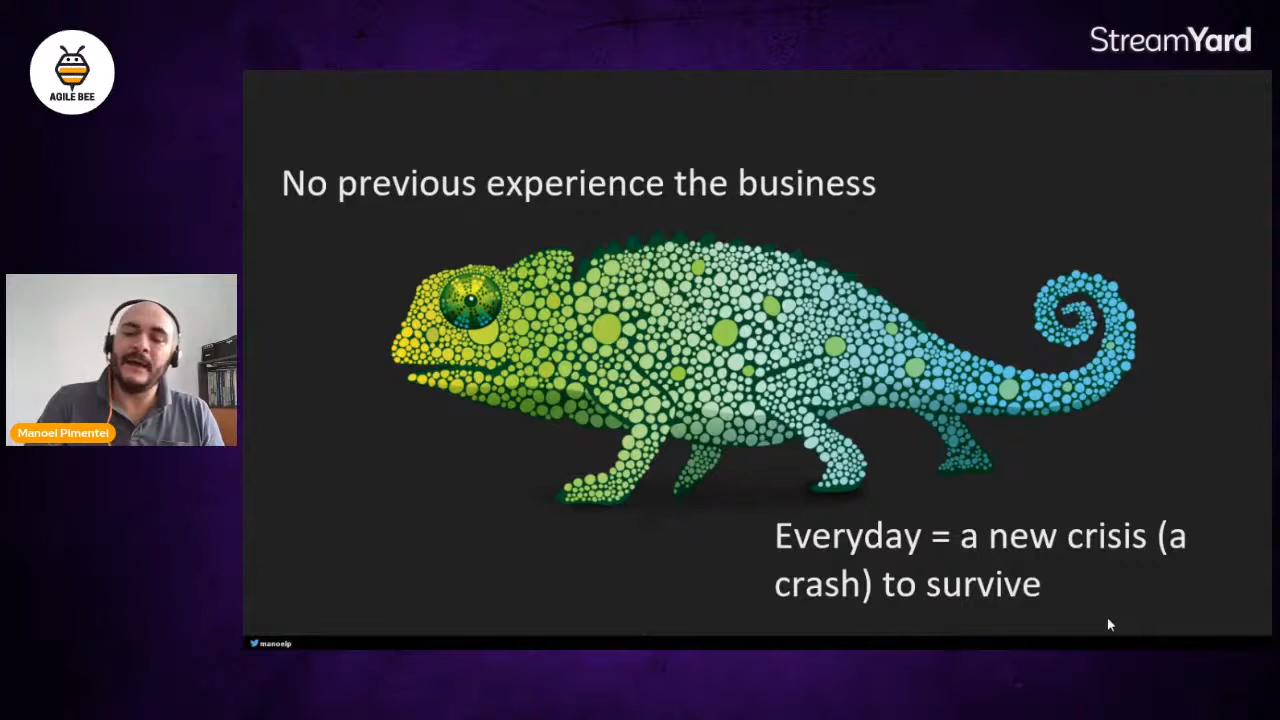 AGILE BEE
StreamYard
No previous experience the business
Manoel Pimentel
Everyday = a new crisis (a
crash) to survive
manoelp